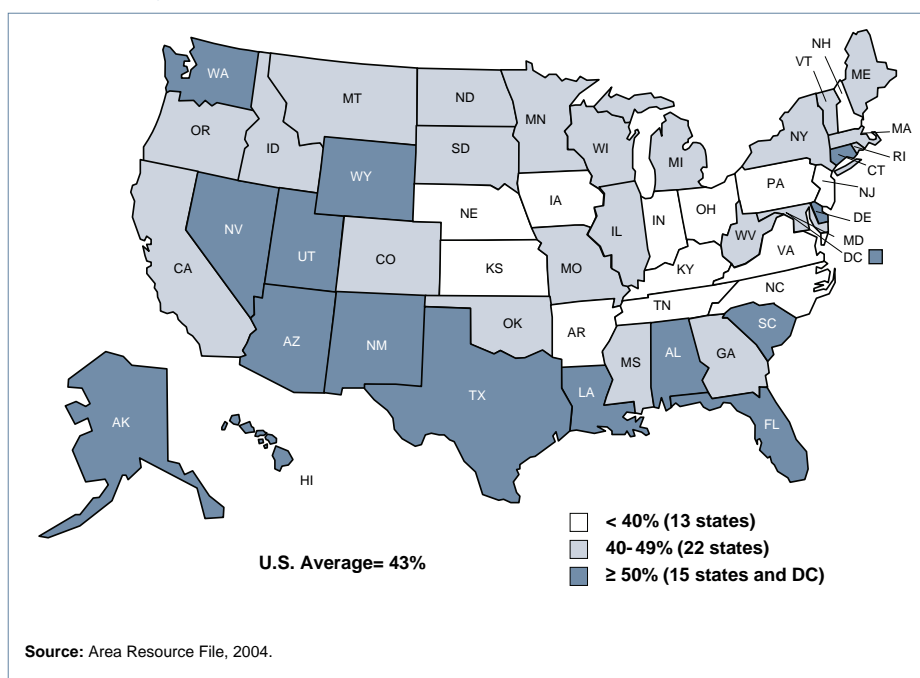 NH
VT
ME
WA
MT
ND
MN
OR
ID
SD
WI
MI
NY
MA
RI
CT
WY
IA
PA
NJ
NE
OH
IN
IL
DE
NV
UT
CO
WV
MD
VA
DC
CA
KS
MO
KY
NC
TN
OK
AR
SC
AZ
NM
MS
AL
GA
TX
LA
FL
AK
HI
< 40% (13 states)
40- 49% (22 states)
≥ 50% (15 states and DC)
U.S. Average= 43%
Source: Area Resource File, 2004.